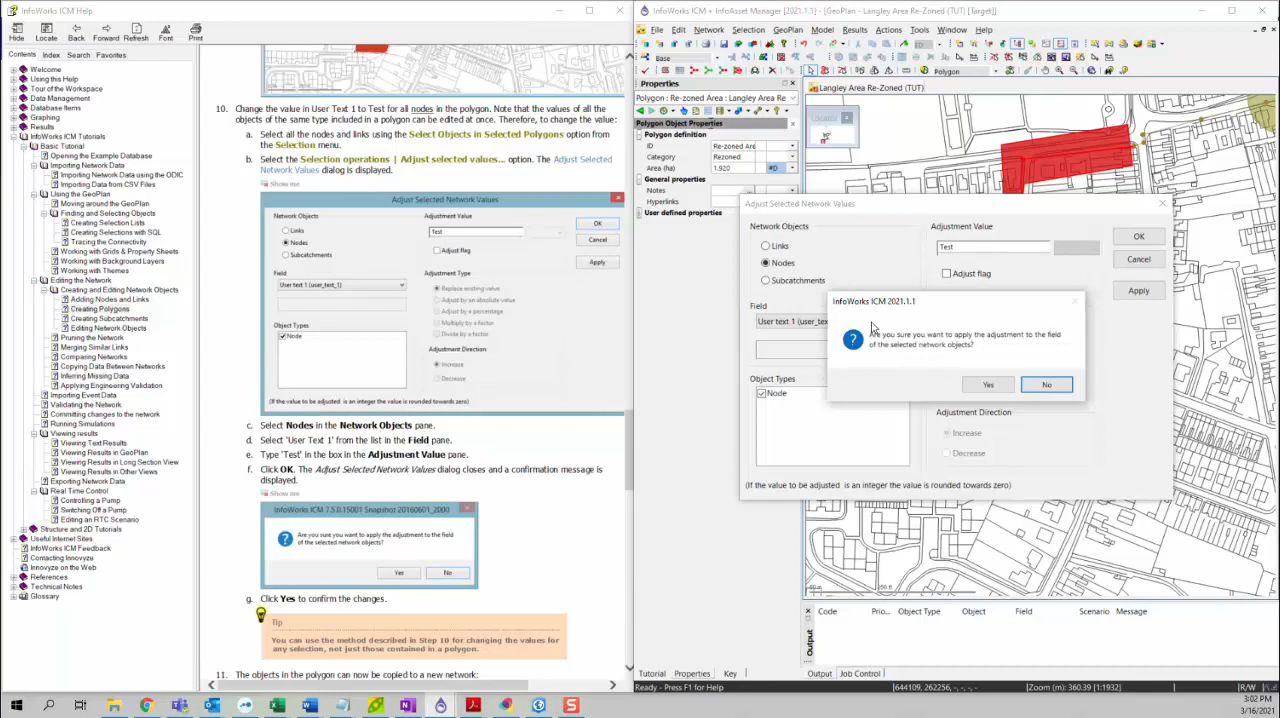 InfoWorks ICM Help
Hide
Locate
Back
Forward
Refresh
Font
Print
Contents
Index
Search
Favorites
Welcome
Using this Help
Tour of the Workspace
Data Management
Database Items
Graphing
Results
InfoWorks ICM Tutorials
Basic Tutorial
Opening the Example Database
Importing Network Data
Importing Network Data using the ODIC
Importing Data from CSV Files
Using the GeoPlan
Moving around the GeoPlan
Finding and Selecting Objects
Creating Selection Lists
Creating Selections with SQL
Tracing the Connectivity
Working with Grids & Property Sheets
Working with Background Layers
Working with Themes
Editing the Network
Creating and Editing Network Objects
Adding Nodes and Links
Creating Polygons
Creating Subcatchments
Editing Network Objects
Pruning the Network
Merging Similar Links
Comparing Networks
Copying Data Between Networks
Inferring Missing Data
Applying Engineering Validation
Importing Event Data
Validating the Network
Committing changes to the network
Running Simulations
Viewing results
Viewing Text Results
Viewing Results in GeoPlan
Viewing Results in Long Section View
Viewing Results in Other Views
Exporting Network Data
Real Time Control
Controlling a Pump
Switching Off a Pump
Editing an RTC Scenario
Structure and 2D Tutorials
Useful Internet Sites
InfoWorks ICM Feedback
Contacting Innovyze
Innovyze on the Web
References
Technical Notes
Glossary
10. Change the value in User Text 1 to Test for all nodes in the polygon. Note that the values of all the
objects of the same type included in a polygon can be edited at once. Therefore, to change the value:
a. Select all the nodes and links using the Select Objects in Selected Polygons option from
the Selection menu.
b. Select the Selection operations | Adjust selected values... option. The Adjust Selected
Network Values dialog is displayed.
Show me
Adjust Selected Network Values
Network Objects
Links
Nodes
Subcatchments
Field
User text 1 (user_text_1)
Object Types
Node
Adjustment Value
Test
Adjust flag
Adjustment Type
Replace existing value
Adjust by an absolute value
Adjust by a percentage
Multiply by a factor
Divide by a factor
Adjustment Direction
Increase
Decrease
OK
Cancel
Apply
(If the value to be adjusted is an integer the value is rounded towards zero)
c. Select Nodes in the Network Objects pane.
d. Select 'User Text 1' from the list in the Field pane.
e. Type 'Test' in the box in the Adjustment Value pane.
f. Click OK. The Adjust Selected Network Values dialog closes and a confirmation message is
displayed.
Show me
InfoWorks ICM 7.5.0.15001 Snapshot 20160601_2000
Are you sure you want to apply the adjustment to the field
of the selected network objects?
Yes
No
g. Click Yes to confirm the changes.
Tip
You can use the method described in Step 10 for changing the values for
any selection, not just those contained in a polygon.
11. The objects in the polygon can now be copied to a new network:
InfoWorks ICM + InfoAsset Manager [2021.1.1] - [GeoPlan - Langley Area Re-Zoned (TUT) [Target]]
File Edit Network Selection GeoPlan Model Results Actions Tools Window Help
Base
Polygon
Properties
Polygon : Re-zoned Area : Langley Area Re
Polygon Object Properties
Polygon definition
ID Re-zoned Are
Category Rezoned
Area (ha) 1.920 #D
General properties
Notes
Hyperlinks
User defined properties
Langley Area Re-Zoned (TUT)
Locator
Adjust Selected Network Values
Network Objects
Links
Nodes
Subcatchments
Field
User text 1 (user_tex
Object Types
Node
Adjustment Value
Test
Adjust flag
OK
Cancel
Apply
InfoWorks ICM 2021.1.1
Are you sure you want to apply the adjustment to the field
of the selected network objects?
Yes
No
Adjustment Direction
Increase
Decrease
(If the value to be adjusted is an integer the value is rounded towards zero)
Code Prio... Object Type Object Field Scenario Message
Output
Tutorial Properties Key
Output Job Control
Ready - Press F1 for Help
644109, 262256, -, -, -, -
Zoom (m): 360.39 (1:1932)
R/W
3:02 PM
3/16/2021